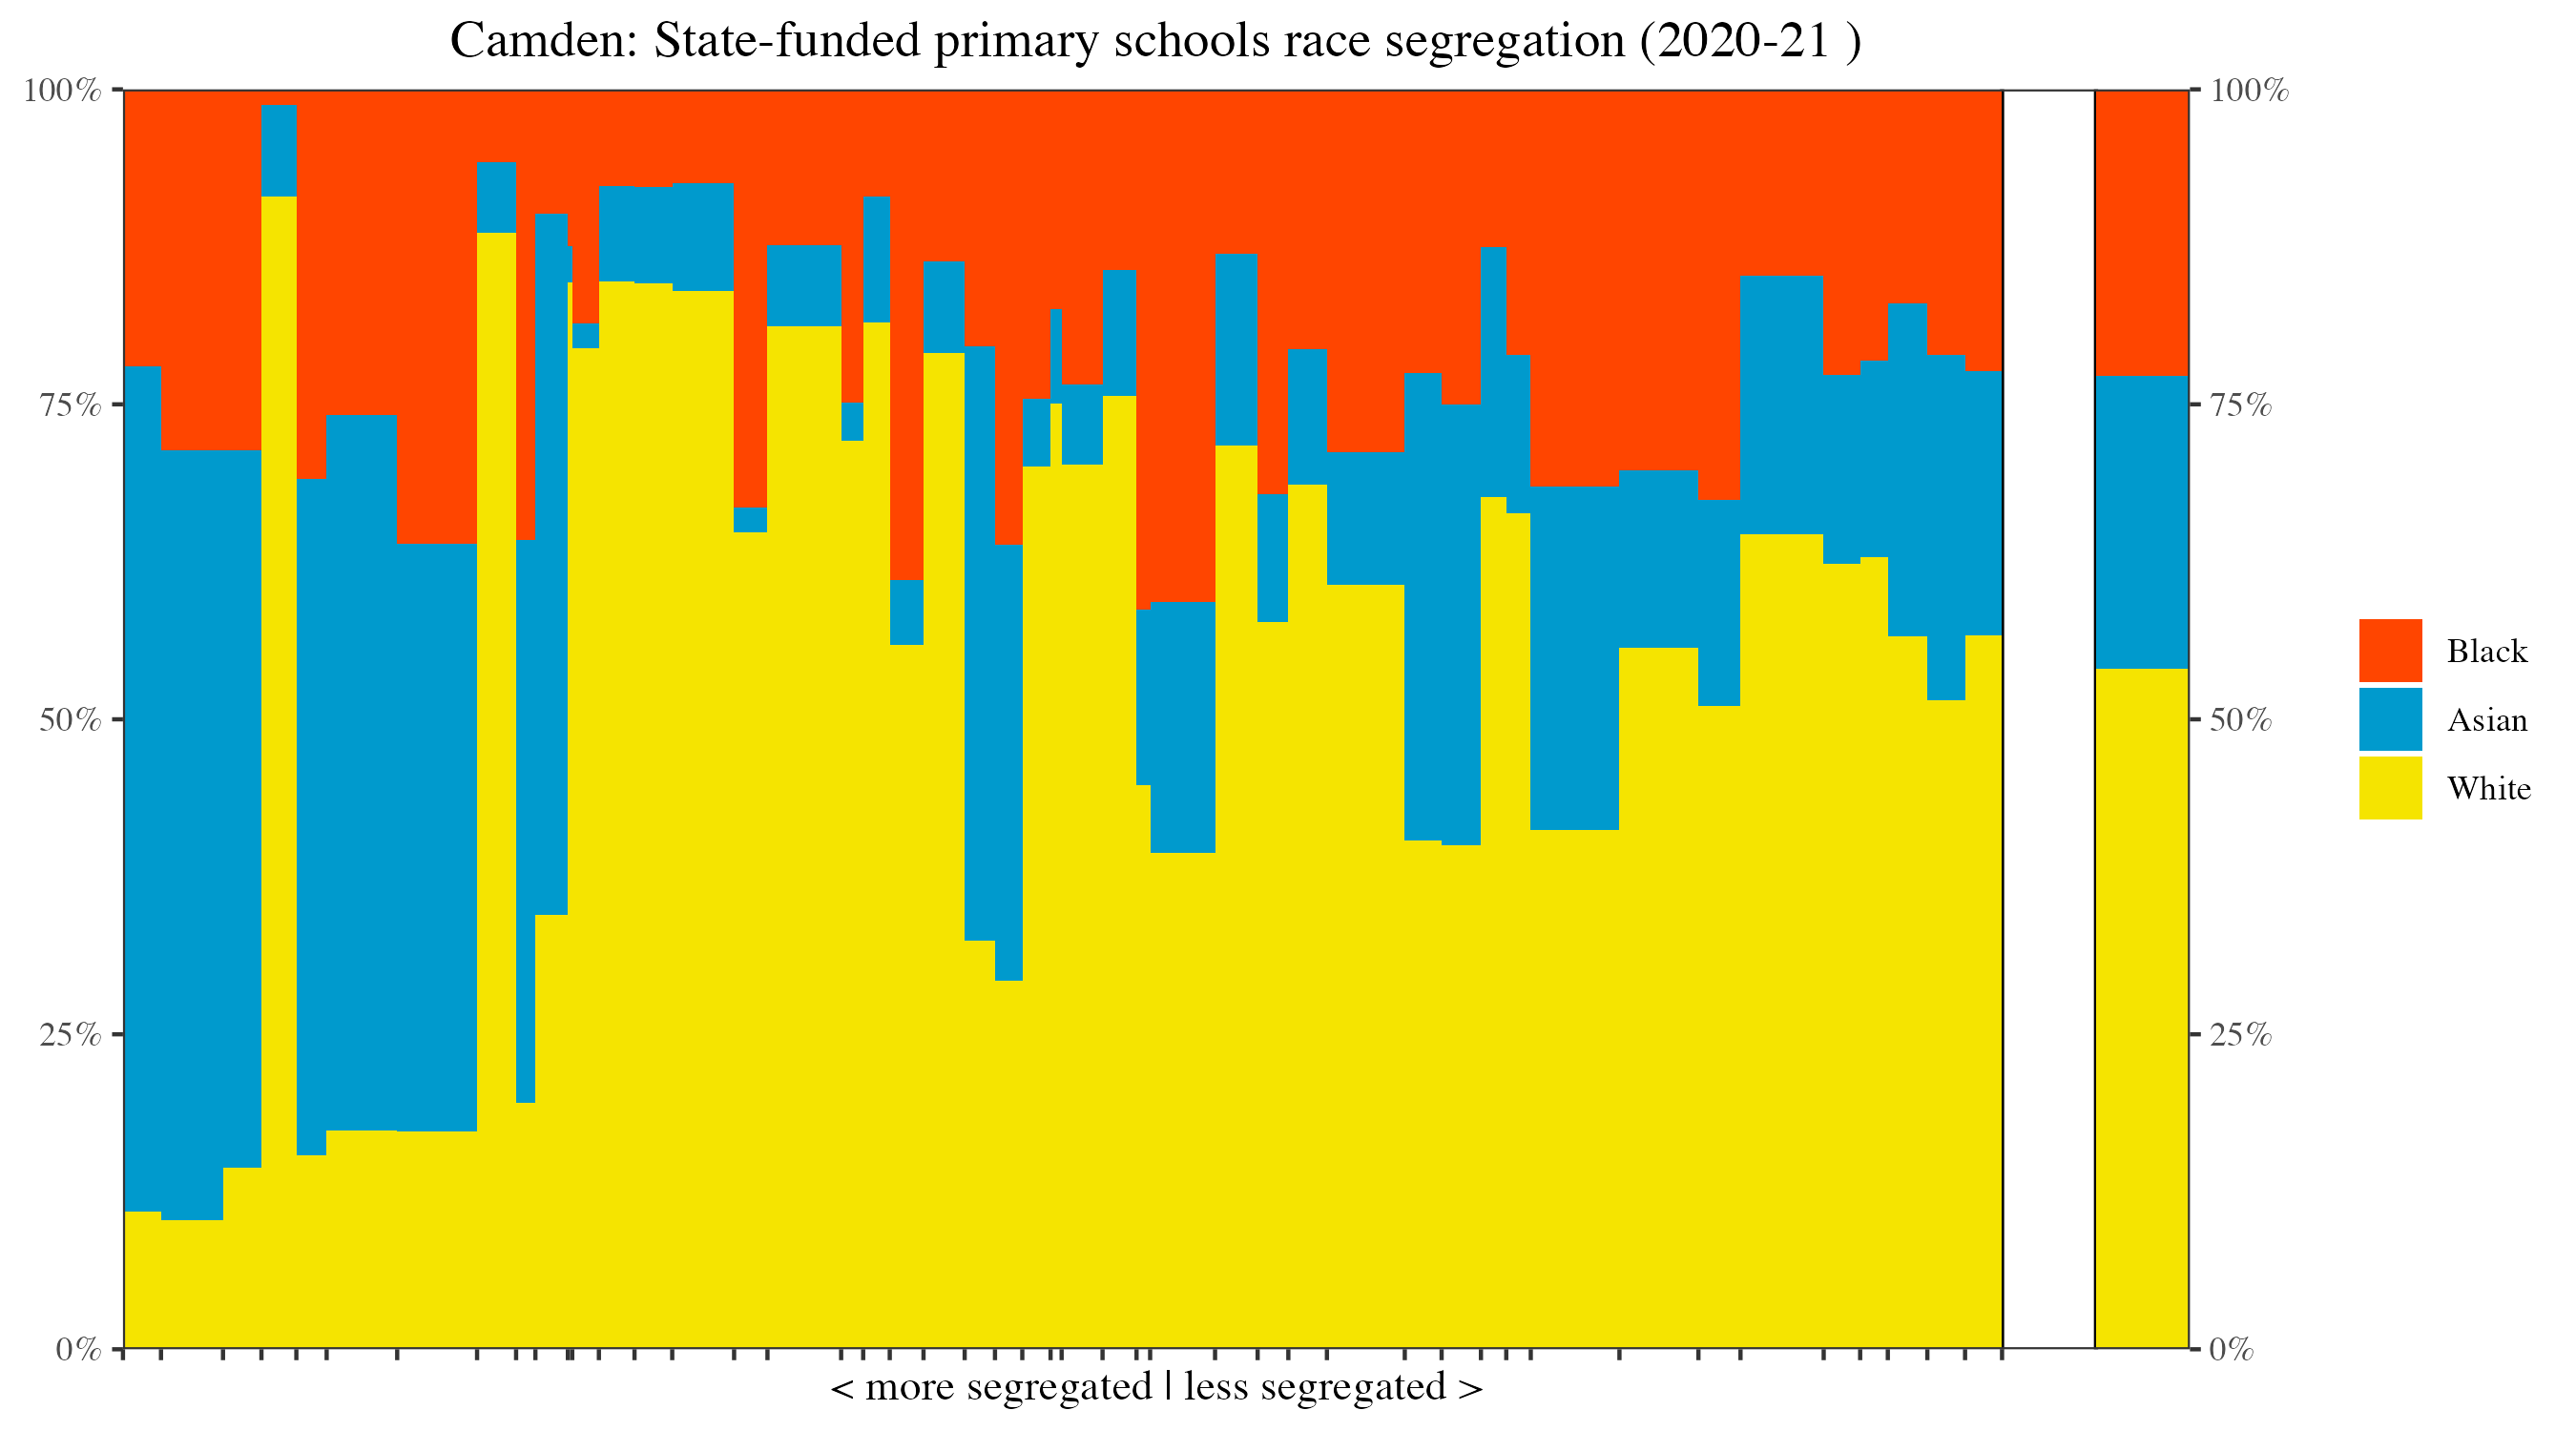 Camden: State-funded primary schools race segregation (2020-21 )
100%
75%
50%
25%
0%
100%
75%
50%
25%
0%
Black
Asian
White
< more segregated | less segregated >